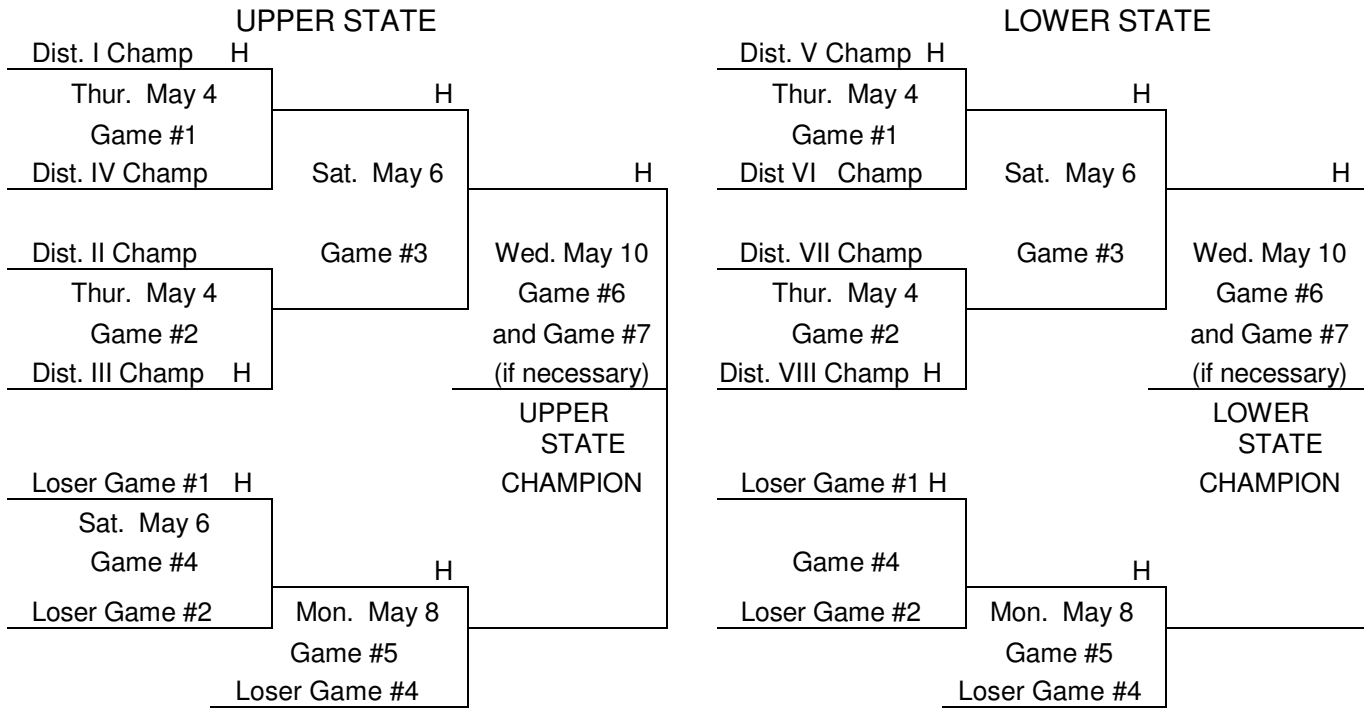 UPPER STATE
Dist. I Champ H
Thur. May 4
H
Game #1
Dist. IV Champ
Sat. May 6
H
Dist. II Champ
Game #3
Wed. May 10
Thur. May 4
Game #6
Game #2
and Game #7
Dist. III Champ H
(if necessary)
UPPER
STATE
CHAMPION
Loser Game #1 H
Sat. May 6
Game #4
H
Loser Game #2
Mon. May 8
Game #5
Loser Game #4
LOWER STATE
Dist. V Champ H
Thur. May 4
H
Game #1
Dist VI Champ
Sat. May 6
H
Dist. VII Champ
Game #3
Wed. May 10
Thur. May 4
Game #6
Game #2
and Game #7
Dist. VIII Champ H
(if necessary)
LOWER
STATE
CHAMPION
Loser Game #1 H
Game #4
H
Loser Game #2
Mon. May 8
Game #5
Loser Game #4